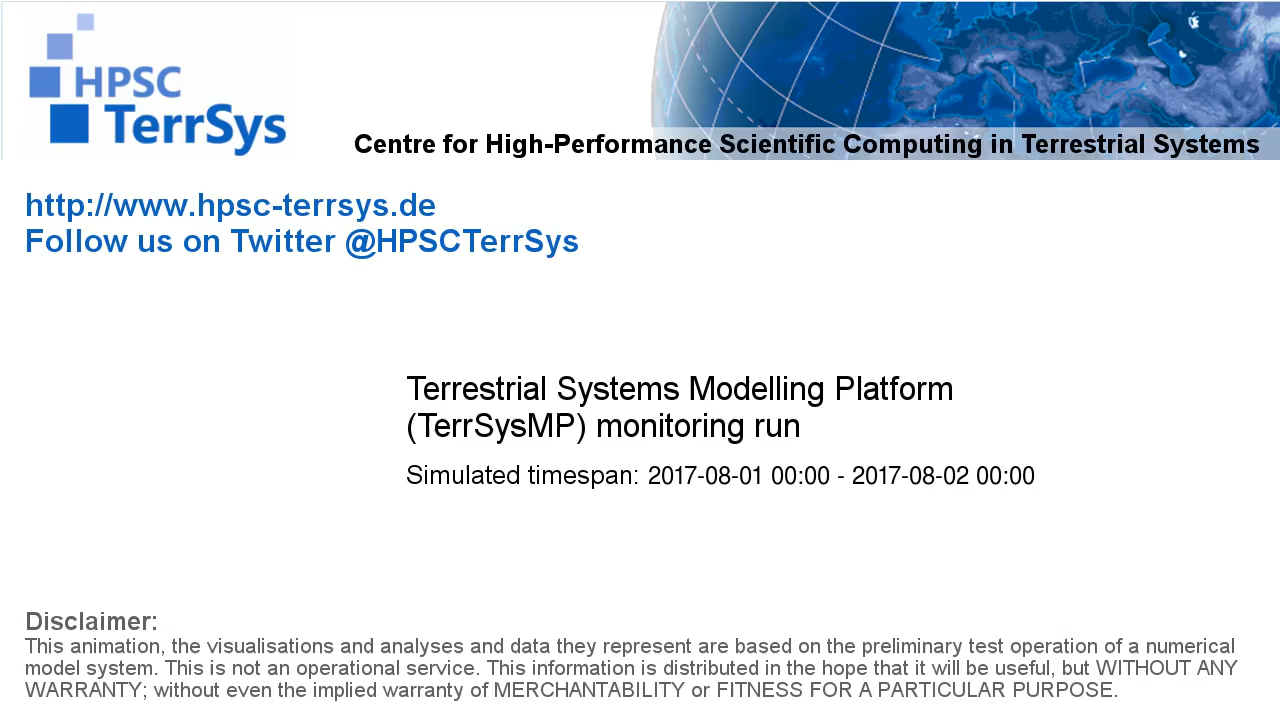 HPSC
TerrSys
Centre for High-Performance Scientific Computing in Terrestrial Systems
http://www.hpsc-terrsys.de
Follow us on Twitter @HPSCTerrSys
Terrestrial Systems Modelling Platform
(TerrSysMP) monitoring run
Simulated timespan: 2017-08-01 00:00 - 2017-08-02 00:00
Disclaimer:
This animation, the visualisations and analyses and data they represent are based on the preliminary test operation of a numerical
model system. This is not an operational service. This information is distributed in the hope that it will be useful, but WITHOUT ANY
WARRANTY; without even the implied warranty of MERCHANTABILITY or FITNESS FOR A PARTICULAR PURPOSE.